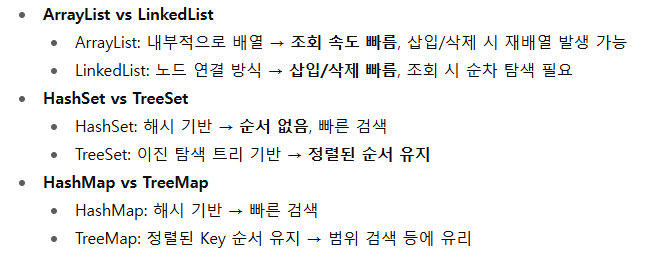 • ArrayList vs LinkedList
• ArrayList: 내부적으로 배열 → 조회 속도 빠름, 삽입/삭제 시 재배열 발생 가능
• LinkedList: 노드 연결 방식 → 삽입/삭제 빠름, 조회 시 순차 탐색 필요
• HashSet vs TreeSet
• HashSet: 해시 기반 → 순서 없음, 빠른 검색
• TreeSet: 이진 탐색 트리 기반 → 정렬된 순서 유지
• HashMap vs TreeMap
• HashMap: 해시 기반 → 빠른 검색
• TreeMap: 정렬된 Key 순서 유지 → 범위 검색 등에 유리